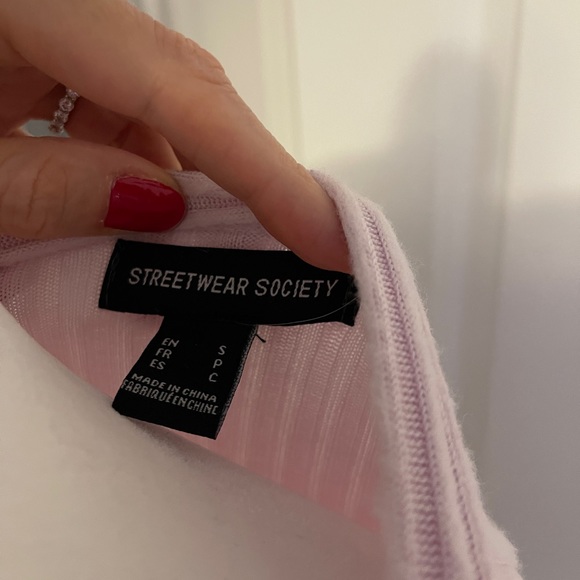 STREETWEAR SOCIETY
EN S
FR P
ES C
MADE IN CHINA
FABRIQUÉ EN CHINE